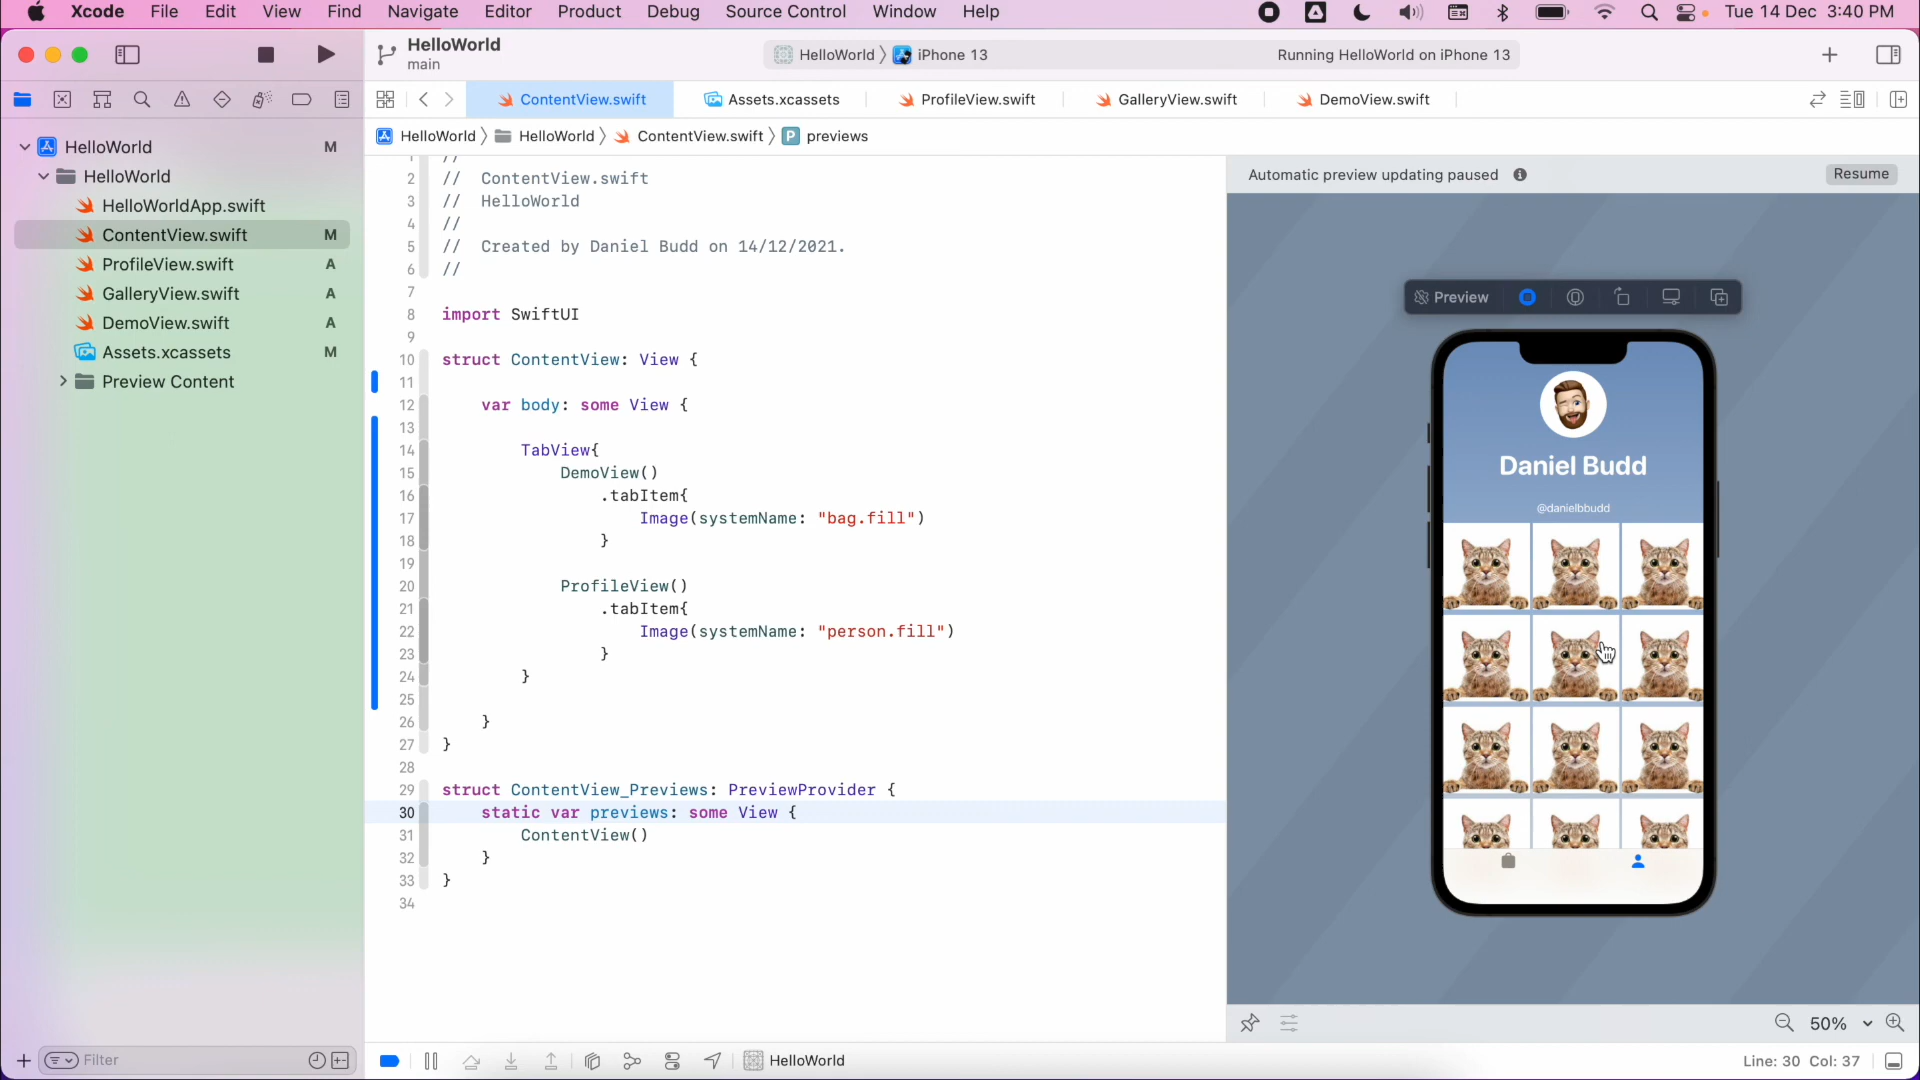 Xcode File Edit View Find Navigate Editor Product Debug Source Control Window Help Tue 14 Dec 3:40 PM
HelloWorld
main
HelloWorld 〉 iPhone 13
Running HelloWorld on iPhone 13
ContentView.swift Assets.xcassets ProfileView.swift GalleryView.swift DemoView.swift
HelloWorld 〉 HelloWorld 〉 ContentView.swift 〉 P previews
HelloWorld M
HelloWorld
HelloWorldApp.swift
ContentView.swift M
ProfileView.swift A
GalleryView.swift A
DemoView.swift A
Assets.xcassets M
Preview Content
1 //
2 // ContentView.swift
3 // HelloWorld
4 //
5 // Created by Daniel Budd on 14/12/2021.
6 //
7
8 import SwiftUI
9
10 struct ContentView: View {
11
12 var body: some View {
13
14 TabView{
15 DemoView()
16 .tabItem{
17 Image(systemName: "bag.fill")
18 }
19
20 ProfileView()
21 .tabItem{
22 Image(systemName: "person.fill")
23 }
24 }
25
26 }
27 }
28
29 struct ContentView_Previews: PreviewProvider {
30 static var previews: some View {
31 ContentView()
32 }
33 }
34
Automatic preview updating paused
Resume
Preview
Daniel Budd
@danielbbudd
50%
Filter
HelloWorld
Line: 30 Col: 37